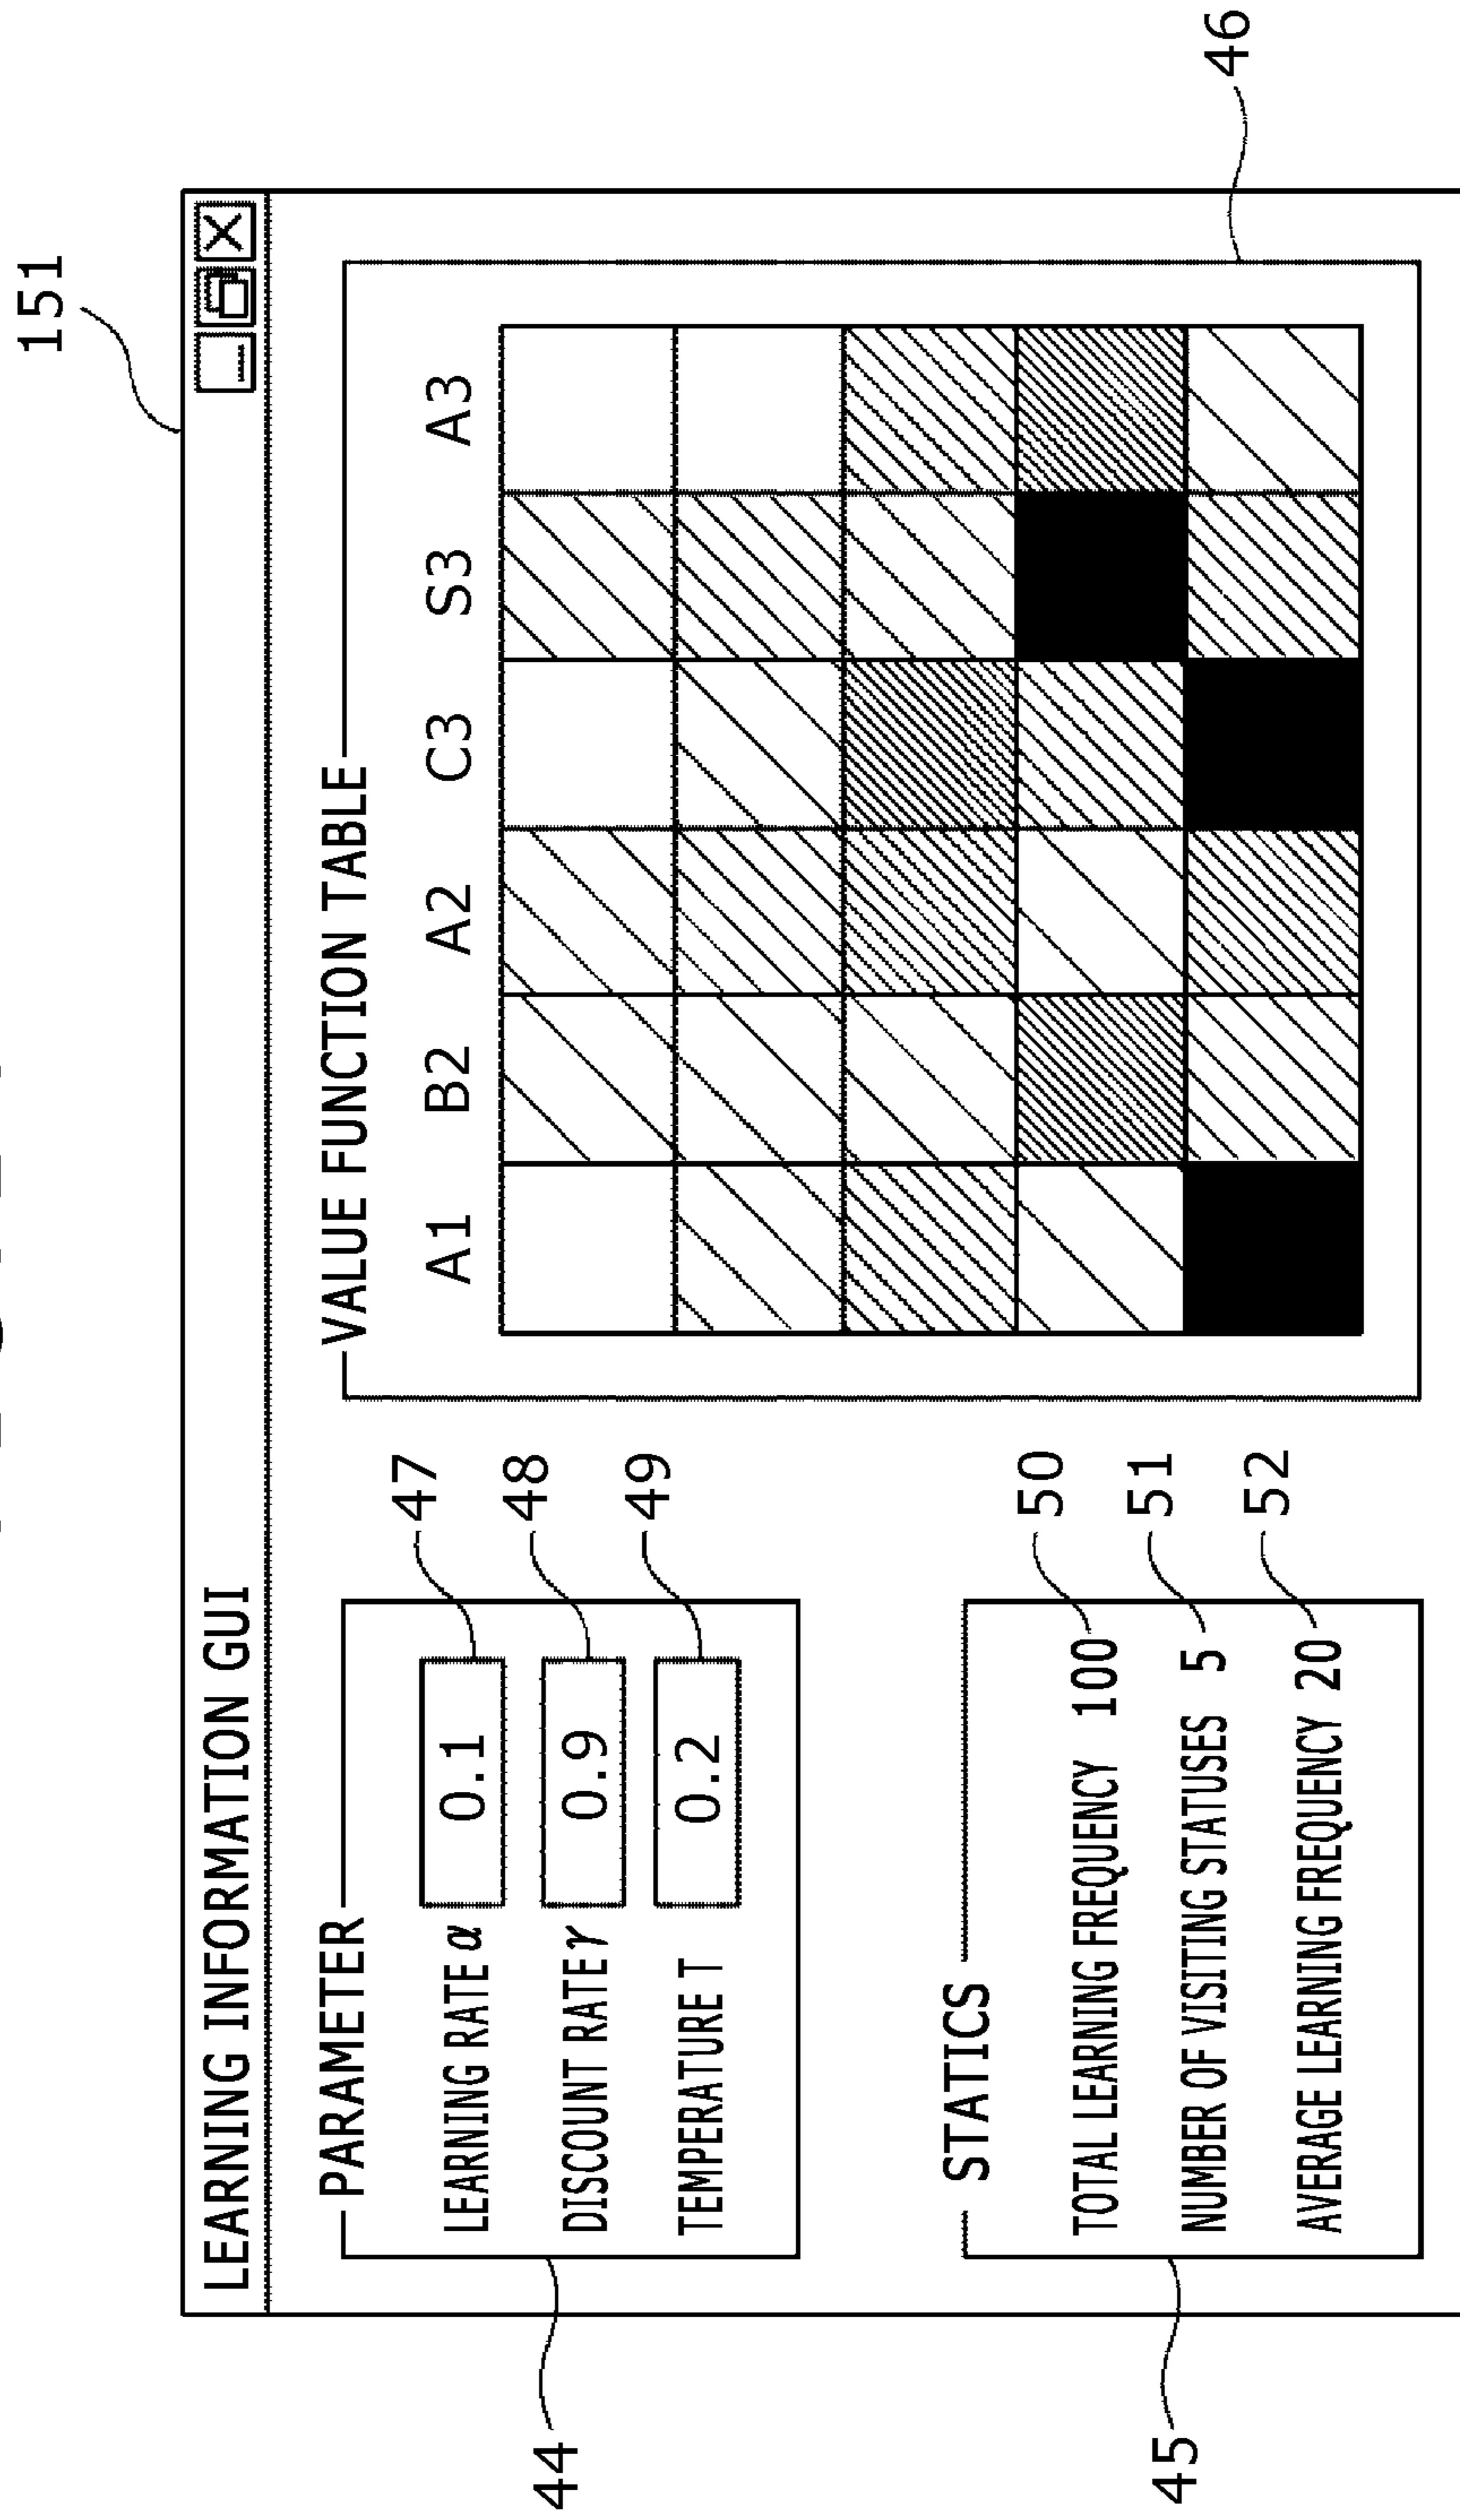 151
LEARNING INFORMATION GUI
PARAMETER
LEARNING RATE α 0.1
47
DISCOUNT RATE γ 0.9
48
TEMPERATURE T 0.2
49
44
STATICS
TOTAL LEARNING FREQUENCY 100
50
NUMBER OF VISITING STATUSES 5
51
AVERAGE LEARNING FREQUENCY 20
52
45
VALUE FUNCTION TABLE
A1 B2 A2 C3 S3 A3
46